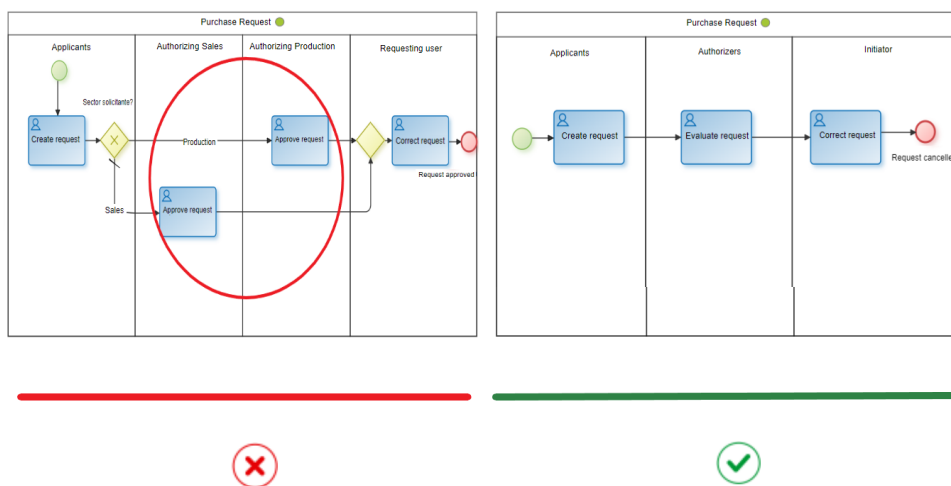 Purchase Request
Applicants
Authorizing Sales
Authorizing Production
Requesting user
Sector solicitante?
Create request
Production
Approve request
Correct request
Request approved
Sales
Approve request
Purchase Request
Applicants
Authorizers
Initiator
Create request
Evaluate request
Correct request
Request cancelle